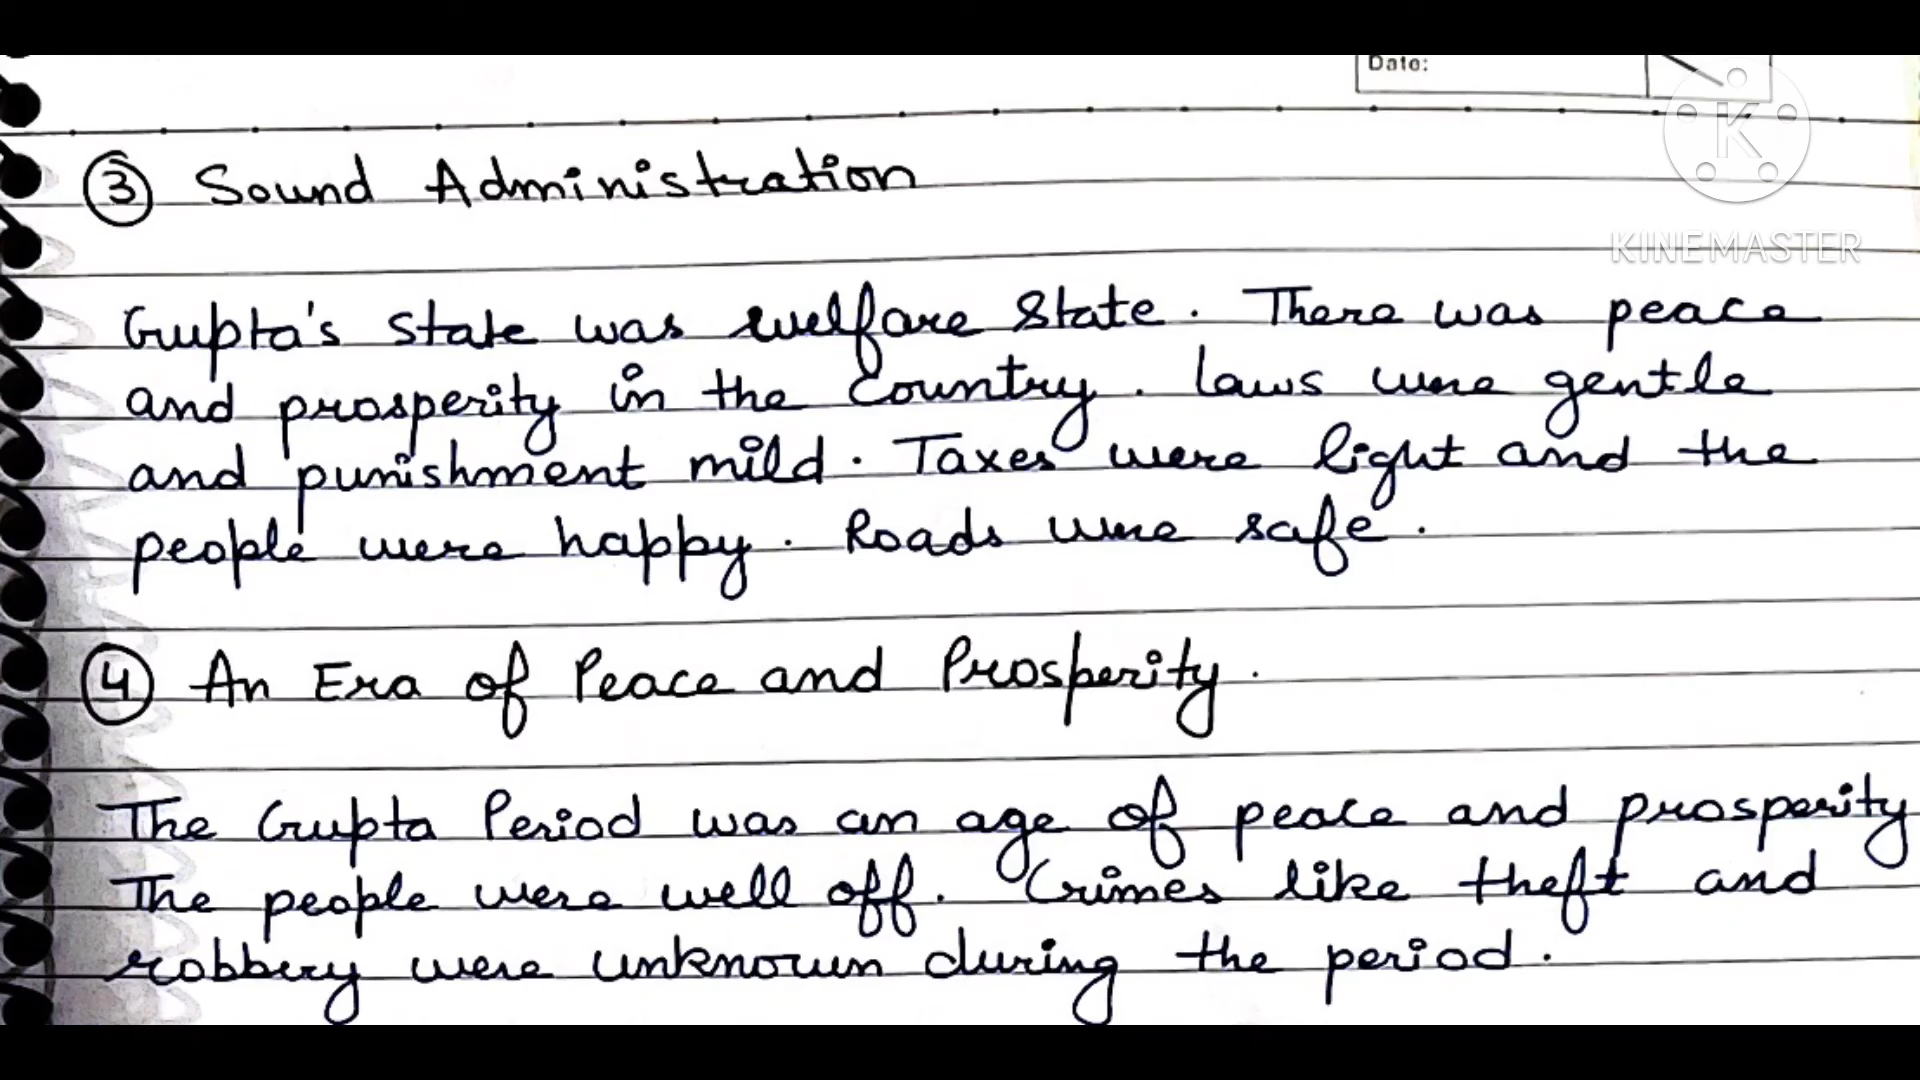 Date:
K
KINEMASTER
③ Sound Administration
Gupta's state was welfare state. There was peace
and prosperity in the country. Laws were gentle
and punishment mild. Taxes were light and the
people were happy. Roads were safe.
④ An Era of Peace and Prosperity.
The Gupta Period was an age of peace and prosperity
The people were well off. Crimes like theft and
robbery were unknown during the period.